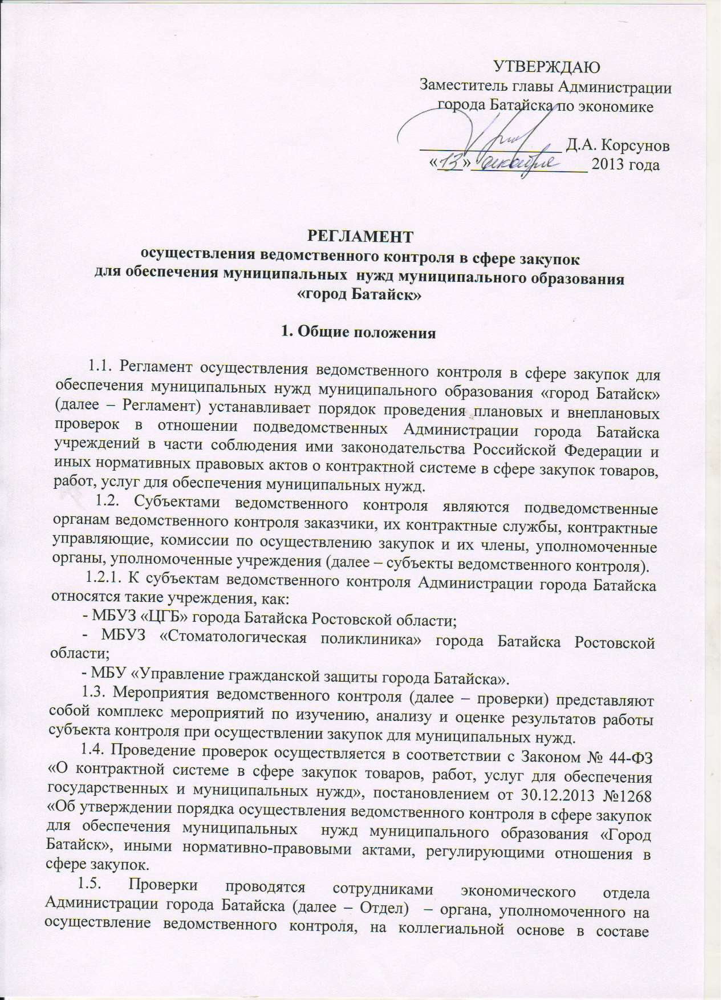 УТВЕРЖДАЮ
Заместитель главы Администрации
города Батайска по экономике
Д.А. Корсунов
«13» декабря 2013 года
РЕГЛАМЕНТ
осуществления ведомственного контроля в сфере закупок
для обеспечения муниципальных нужд муниципального образования
«город Батайск»
1. Общие положения
1.1. Регламент осуществления ведомственного контроля в сфере закупок для
обеспечения муниципальных нужд муниципального образования «город Батайск»
(далее – Регламент) устанавливает порядок проведения плановых и внеплановых
проверок в отношении подведомственных Администрации города Батайска
учреждений в части соблюдения ими законодательства Российской Федерации и
иных нормативных правовых актов о контрактной системе в сфере закупок товаров,
работ, услуг для обеспечения муниципальных нужд.
1.2. Субъектами ведомственного контроля являются подведомственные
органам ведомственного контроля заказчики, их контрактные службы, контрактные
управляющие, комиссии по осуществлению закупок и их члены, уполномоченные
органы, уполномоченные учреждения (далее – субъекты ведомственного контроля).
1.2.1. К субъектам ведомственного контроля Администрации города Батайска
относятся такие учреждения, как:
- МБУЗ «ЦГБ» города Батайска Ростовской области;
- МБУЗ «Стоматологическая поликлиника» города Батайска Ростовской
области;
- МБУ «Управление гражданской защиты города Батайска».
1.3. Мероприятия ведомственного контроля (далее – проверки) представляют
собой комплекс мероприятий по изучению, анализу и оценке результатов работы
субъекта контроля при осуществлении закупок для муниципальных нужд.
1.4. Проведение проверок осуществляется в соответствии с Законом № 44-ФЗ
«О контрактной системе в сфере закупок товаров, работ, услуг для обеспечения
государственных и муниципальных нужд», постановлением от 30.12.2013 №1268
«Об утверждении порядка осуществления ведомственного контроля в сфере закупок
для обеспечения муниципальных нужд муниципального образования «Город
Батайск», иными нормативно-правовыми актами, регулирующими отношения в
сфере закупок.
1.5. Проверки проводятся сотрудниками экономического отдела
Администрации города Батайска (далее – Отдел) – органа, уполномоченного на
осуществление ведомственного контроля, на коллегиальной основе в составе